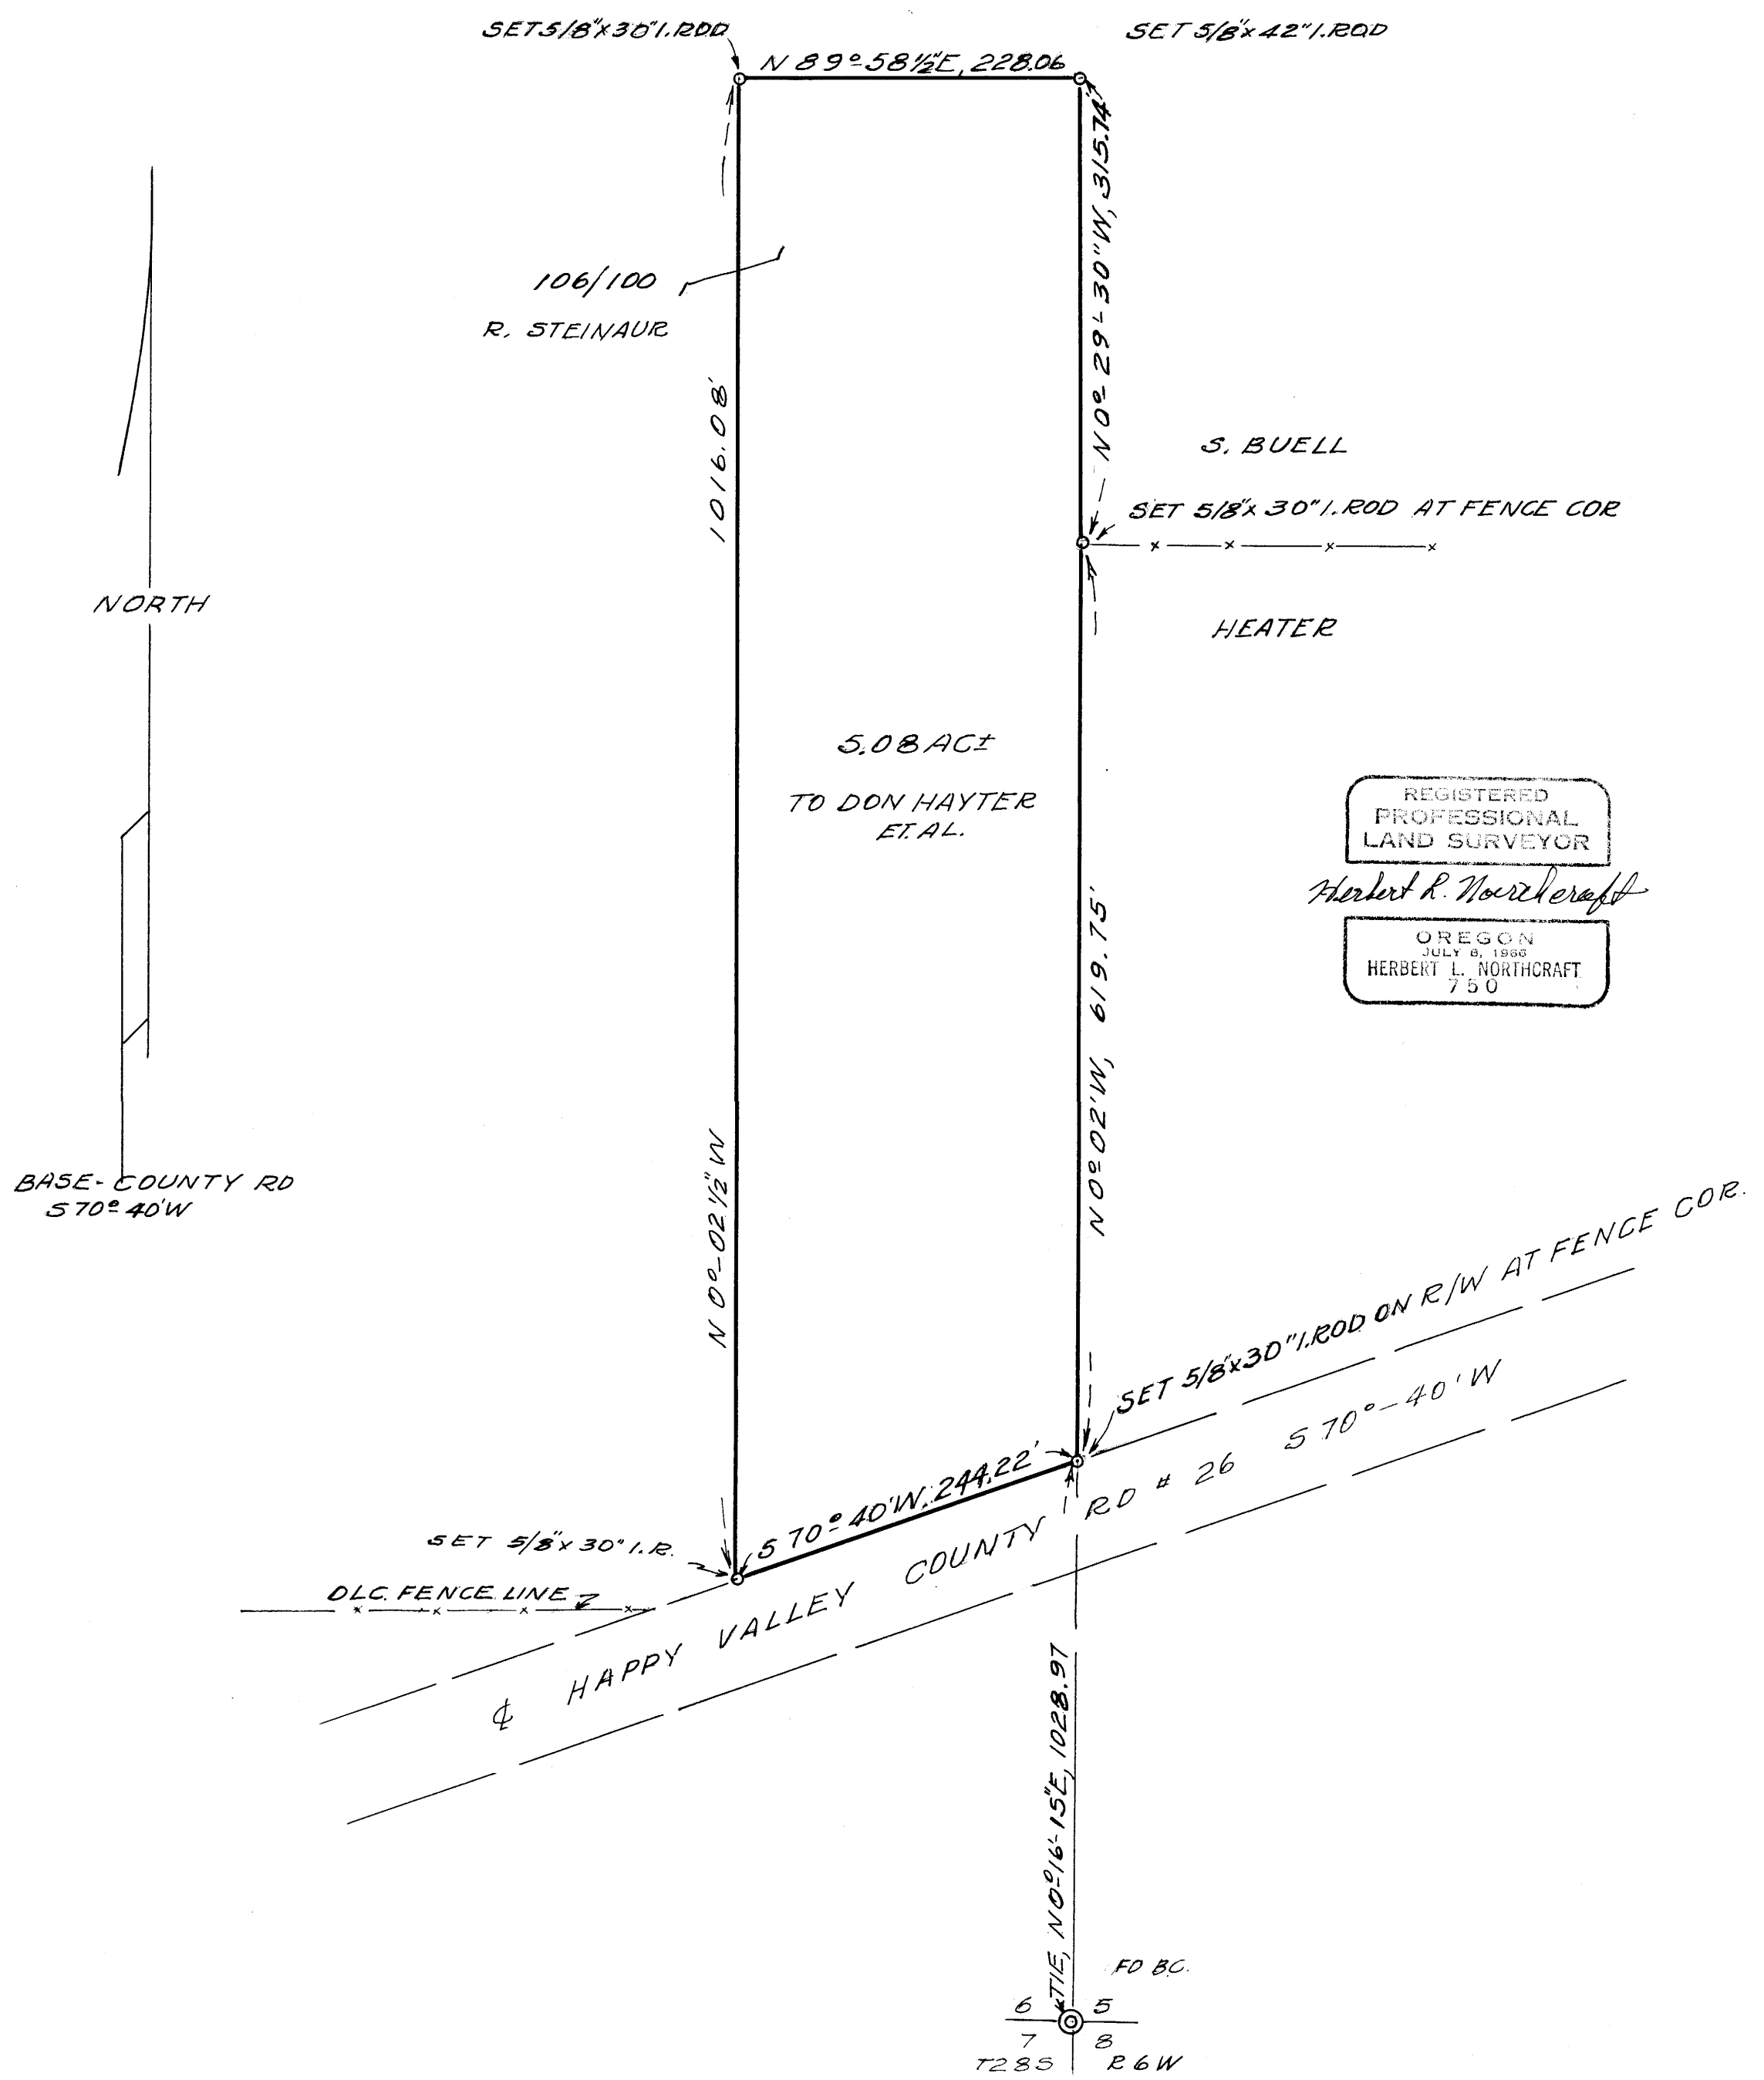 SET 5/8"x30" I.ROD
SET 5/8"x 42" I.ROD
N 89°-58½'E, 228.06
N 0°-29'-30"W, 315.74'
106/100
R. STEINAUR
1016.08'
S. BUELL
SET 5/8"x 30" I.ROD AT FENCE COR
NORTH
HEATER
5.08 AC±
TO DON HAYTER
ET. AL.
REGISTERED
PROFESSIONAL
LAND SURVEYOR
Herbert L. Northcraft
OREGON
JULY 8, 1966
HERBERT L. NORTHCRAFT
750
N 0°02'W, 619.75'
N 0°-02½"W
BASE-COUNTY RD
S 70° 40'W
SET 5/8"x30" I.ROD ON R/W AT FENCE COR.
S 70°40'W, 244.22'
SET 5/8"x 30" I.R.
DLC. FENCE LINE
℄ HAPPY VALLEY COUNTY RD # 26 S 70°-40'W
TIE, N 0°-16'-15"E, 1028.97
FD B.C.
6 5
7 8
T28S R6W